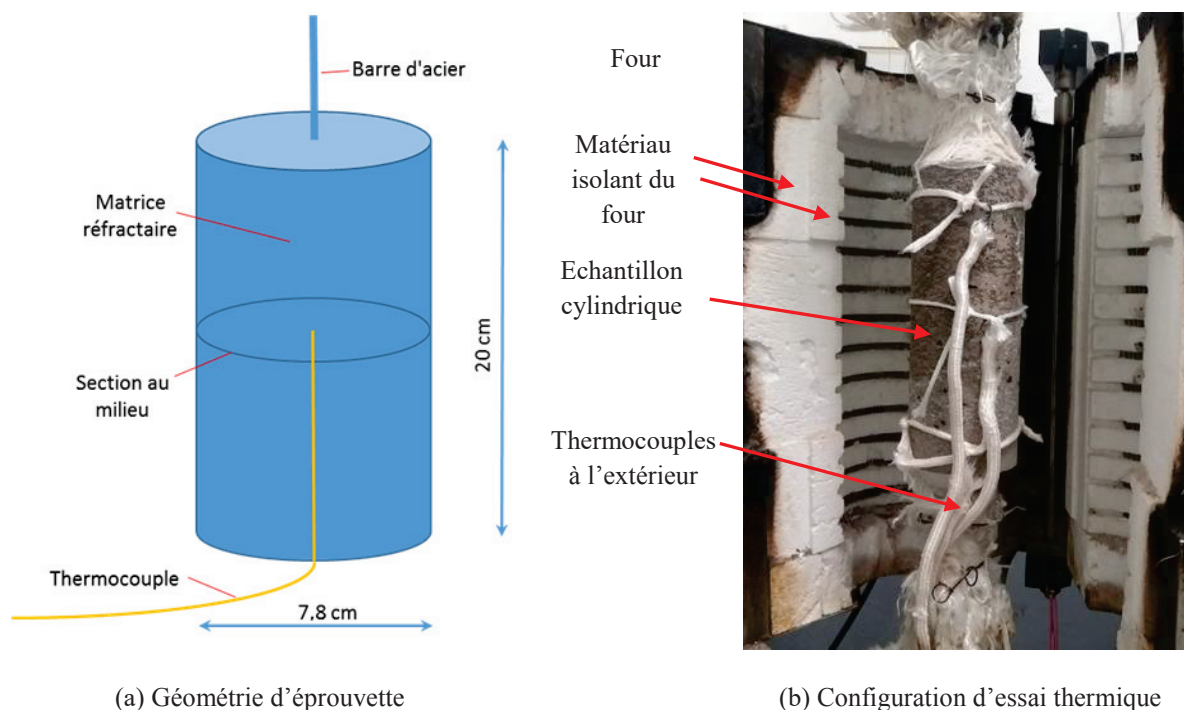 Barre d'acier
Matrice
réfractaire
20 cm
Section au
milieu
Thermocouple
7,8 cm
(a) Géométrie d'éprouvette
Four
Matèriau
isolant du
four
Echantillon
cylindrique
Thermocouples
à l'extérieur
(b) Configuration d'essai thermique